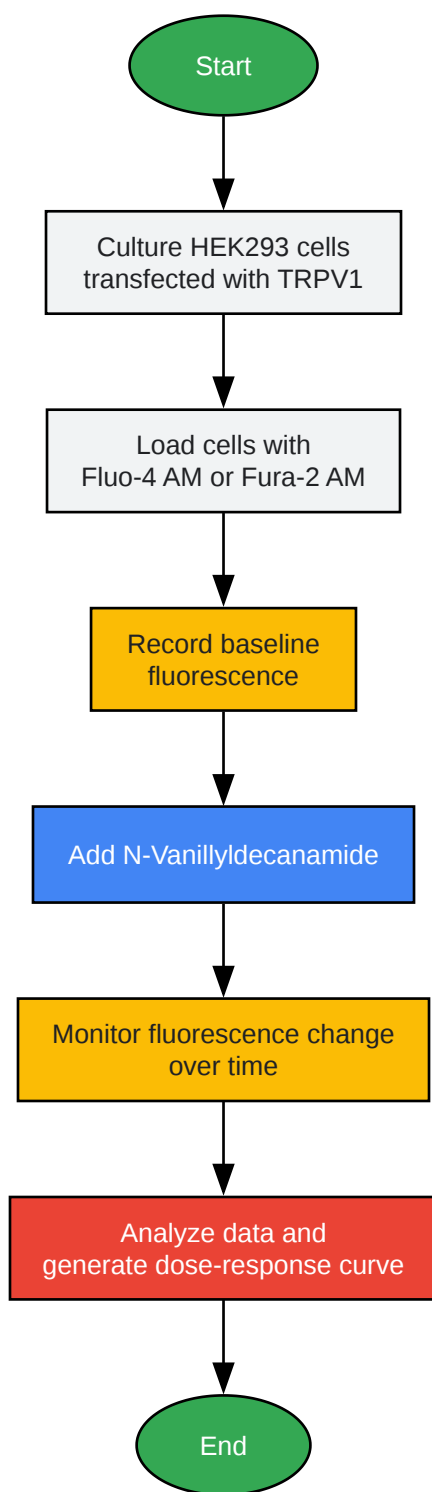 Start
Culture HEK293 cells
transfected with TRPV1
Load cells with
Fluo-4 AM or Fura-2 AM
Record baseline
fluorescence
Add N-Vanillyldecanamide
Monitor fluorescence change
over time
Analyze data and
generate dose-response curve
End